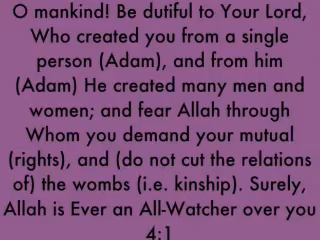 O mankind! Be dutiful to Your Lord,
Who created you from a single
person (Adam), and from him
(Adam) He created many men and
women; and fear Allah through
Whom you demand your mutual
(rights), and (do not cut the relations
of) the wombs (i.e. kinship). Surely,
Allah is Ever an All-Watcher over you
4:1